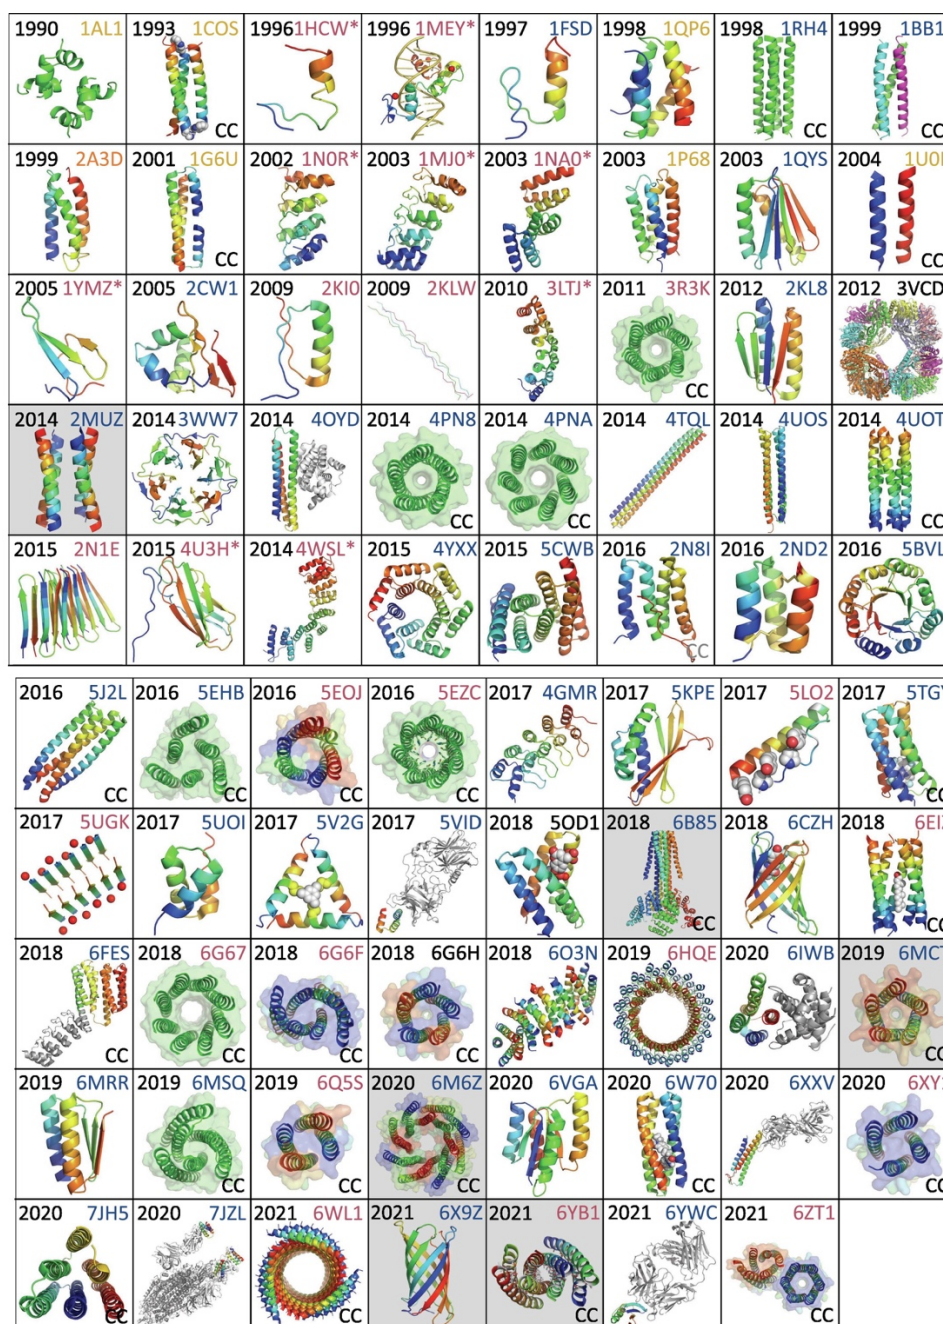 1990 1AL1 1993 1COS 1996 1HCW* 1996 1MEY* 1997 1FSD 1998 1QP6 1998 1RH4 1999 1BB1
CC CC CC
1999 2A3D 2001 1G6U 2002 1N0R* 2003 1MJ0* 2003 1NA0* 2003 1P68 2003 1QYS 2004
CC CC
2005 1YMZ* 2005 2CW1 2009 2KI0 2009 2KLW 2010 3LTJ* 2011 3R3K 2012 2KL8 2012 3VCD
CC
2014 2MUZ 2014 3WW7 2014 4OYD 2014 4PN8 2014 4PNA 2014 4TQL 2014 4UOS 2014 4UOT
CC CC CC
2015 2N1E 2015 4U3H* 2014 4WSL* 2015 4YXX 2015 5CWB 2016 2N8I 2016 2ND2 2016 5BVL
CC
2016 5J2L 2016 5EHB 2016 5EOJ 2016 5EZC 2017 4GMR 2017 5KPE 2017 5LO2 2017
CC CC CC CC CC
2017 5UGK 2017 5UOI 2017 5V2G 2017 5VID 2018 5OD1 2018 6B85 2018 6CZH 2018
CC CC
2018 6FES 2018 6G67 2018 6G6F 2018 6G6H 2018 6O3N 2019 6HQE 2020 6IWB 2019
CC CC CC CC CC
2019 6MRR 2019 6MSQ 2019 6Q5S 2020 6M6Z 2020 6VGA 2020 6W70 2020 6XXV 2020
CC CC CC CC CC
2020 7JH5 2020 7JZL 2021 6WL1 2021 6X9Z 2021 6YB1 2021 6YWC 2021 6ZT1
CC CC CC CC